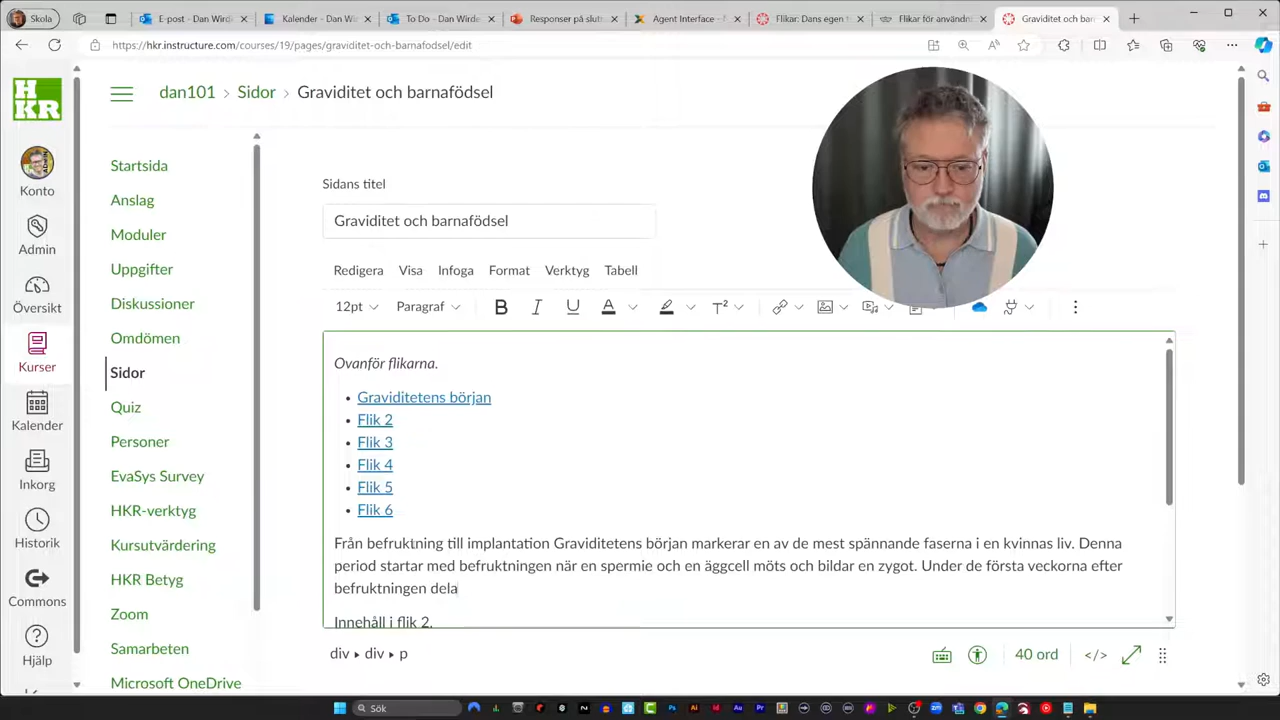 Skola
E-post - Dan Wird
Kalender - Dan Wi
To Do - Dan Wirde
Responser på slut
Agent Interface - F
Flikar: Dans egen
Flikar för använd
Graviditet och bar
https://hkr.instructure.com/courses/19/pages/graviditet-och-barnafodsel/edit
H
KR
dan101 > Sidor > Graviditet och barnafödsel
Konto
Admin
Översikt
Kurser
Kalender
Inkorg
Historik
Commons
Hjälp
Startsida
Anslag
Moduler
Uppgifter
Diskussioner
Omdömen
Sidor
Quiz
Personer
EvaSys Survey
HKR-verktyg
Kursutvärdering
HKR Betyg
Zoom
Samarbeten
Microsoft OneDrive
Sidans titel
Graviditet och barnafödsel
Redigera Visa Infoga Format Verktyg Tabell
12pt Paragraf B I U A T²
Ovanför flikarna.
• Graviditetens början
• Flik 2
• Flik 3
• Flik 4
• Flik 5
• Flik 6
Från befruktning till implantation Graviditetens början markerar en av de mest spännande faserna i en kvinnas liv. Denna
period startar med befruktningen när en spermie och en äggcell möts och bildar en zygot. Under de första veckorna efter
befruktningen dela
Innehåll i flik 2.
div ▸ div ▸ p
40 ord </>
Sök